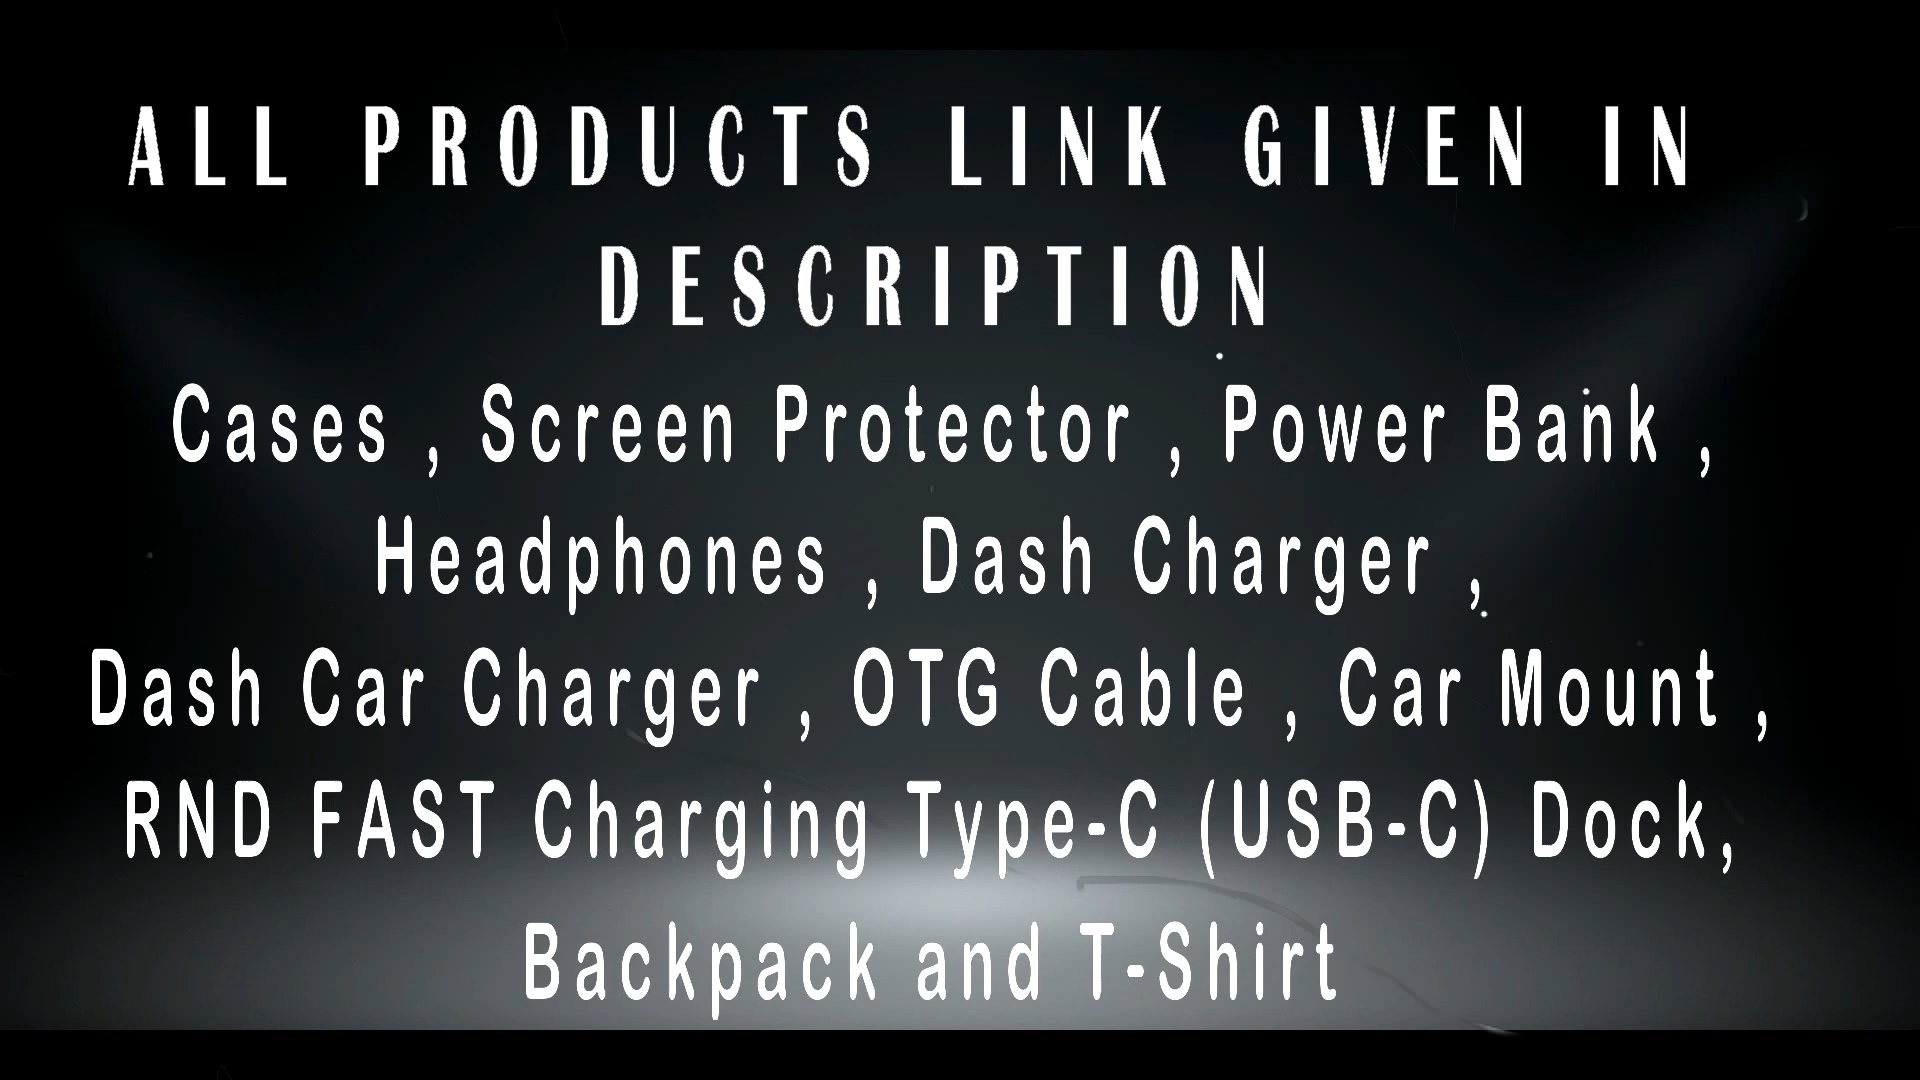 ALL PRODUCTS LINK GIVEN IN
DESCRIPTION
Cases , Screen Protector , Power Bank ,
Headphones , Dash Charger ,
Dash Car Charger , OTG Cable , Car Mount ,
RND FAST Charging Type-C (USB-C) Dock,
Backpack and T-Shirt